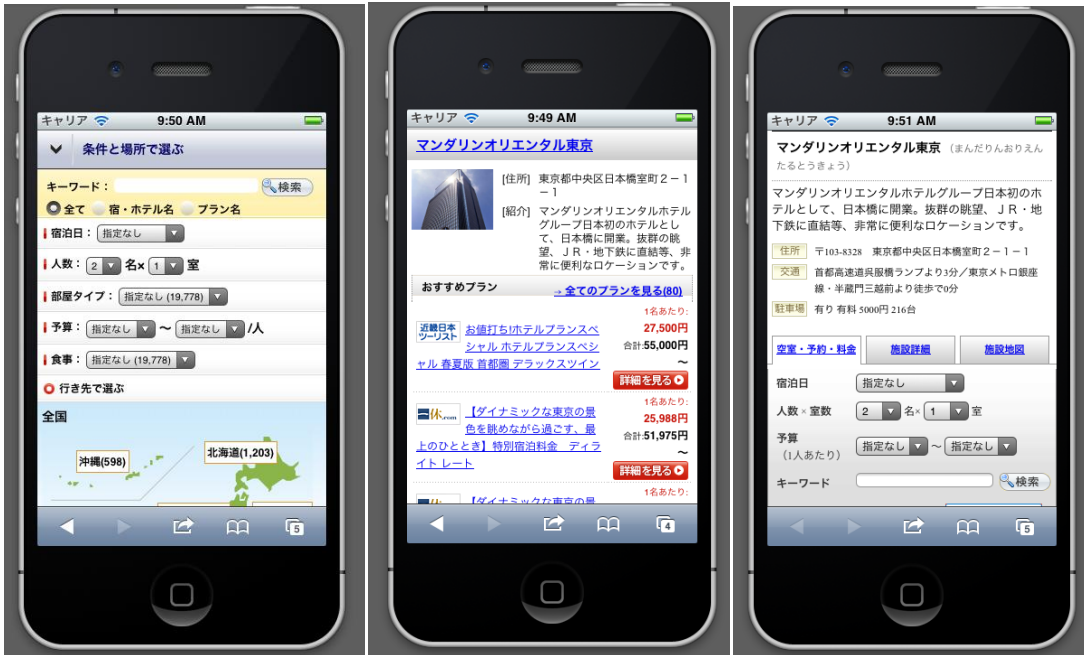 キャリア 9:50 AM
条件と場所で選ぶ
キーワード： 検索
全て 宿・ホテル名 プラン名
宿泊日： 指定なし
人数： 2 名x 1 室
部屋タイプ： 指定なし (19,778)
予算： 指定なし 〜 指定なし /人
食事： 指定なし (19,778)
行き先で選ぶ
全国
北海道(1,203)
沖縄(598)
5
キャリア 9:49 AM
マンダリンオリエンタル東京
[住所] 東京都中央区日本橋室町２－１
－１
[紹介] マンダリンオリエンタルホテル
グループ日本初のホテルとし
て、日本橋に開業。抜群の眺
望、ＪＲ・地下鉄に直結等、非
常に便利なロケーションです。
おすすめプラン →全てのプランを見る(80)
1名あたり:
近畿日本
ツーリスト
お値打ち!ホテルプランスペ
シャル ホテルプランスペシ
ャル 春夏版 首都圏 デラックスツイン
27,500円
合計:55,000円
〜
詳細を見る
1名あたり:
一休.com
【ダイナミックな東京の景
色を眺めながら過ごす、最
上のひととき】特別宿泊料金　ディラ
イト レート
25,988円
合計:51,975円
〜
詳細を見る
1名あたり:
【ダイナミックな東京の景
4
キャリア 9:51 AM
マンダリンオリエンタル東京 （まんだりんおりえん
たるとうきょう）
マンダリンオリエンタルホテルグループ日本初のホ
テルとして、日本橋に開業。抜群の眺望、ＪＲ・地
下鉄に直結等、非常に便利なロケーションです。
住所 〒103-8328　東京都中央区日本橋室町２－１－１
交通 首都高速道呉服橋ランプより3分／東京メトロ銀座
線・半蔵門三越前より徒歩で0分
駐車場 有り 有料 5000円 216台
空室・予約・料金 施設詳細 施設地図
宿泊日 指定なし
人数 × 室数 2 名× 1 室
予算
（1人あたり） 指定なし 〜 指定なし
キーワード 検索
5